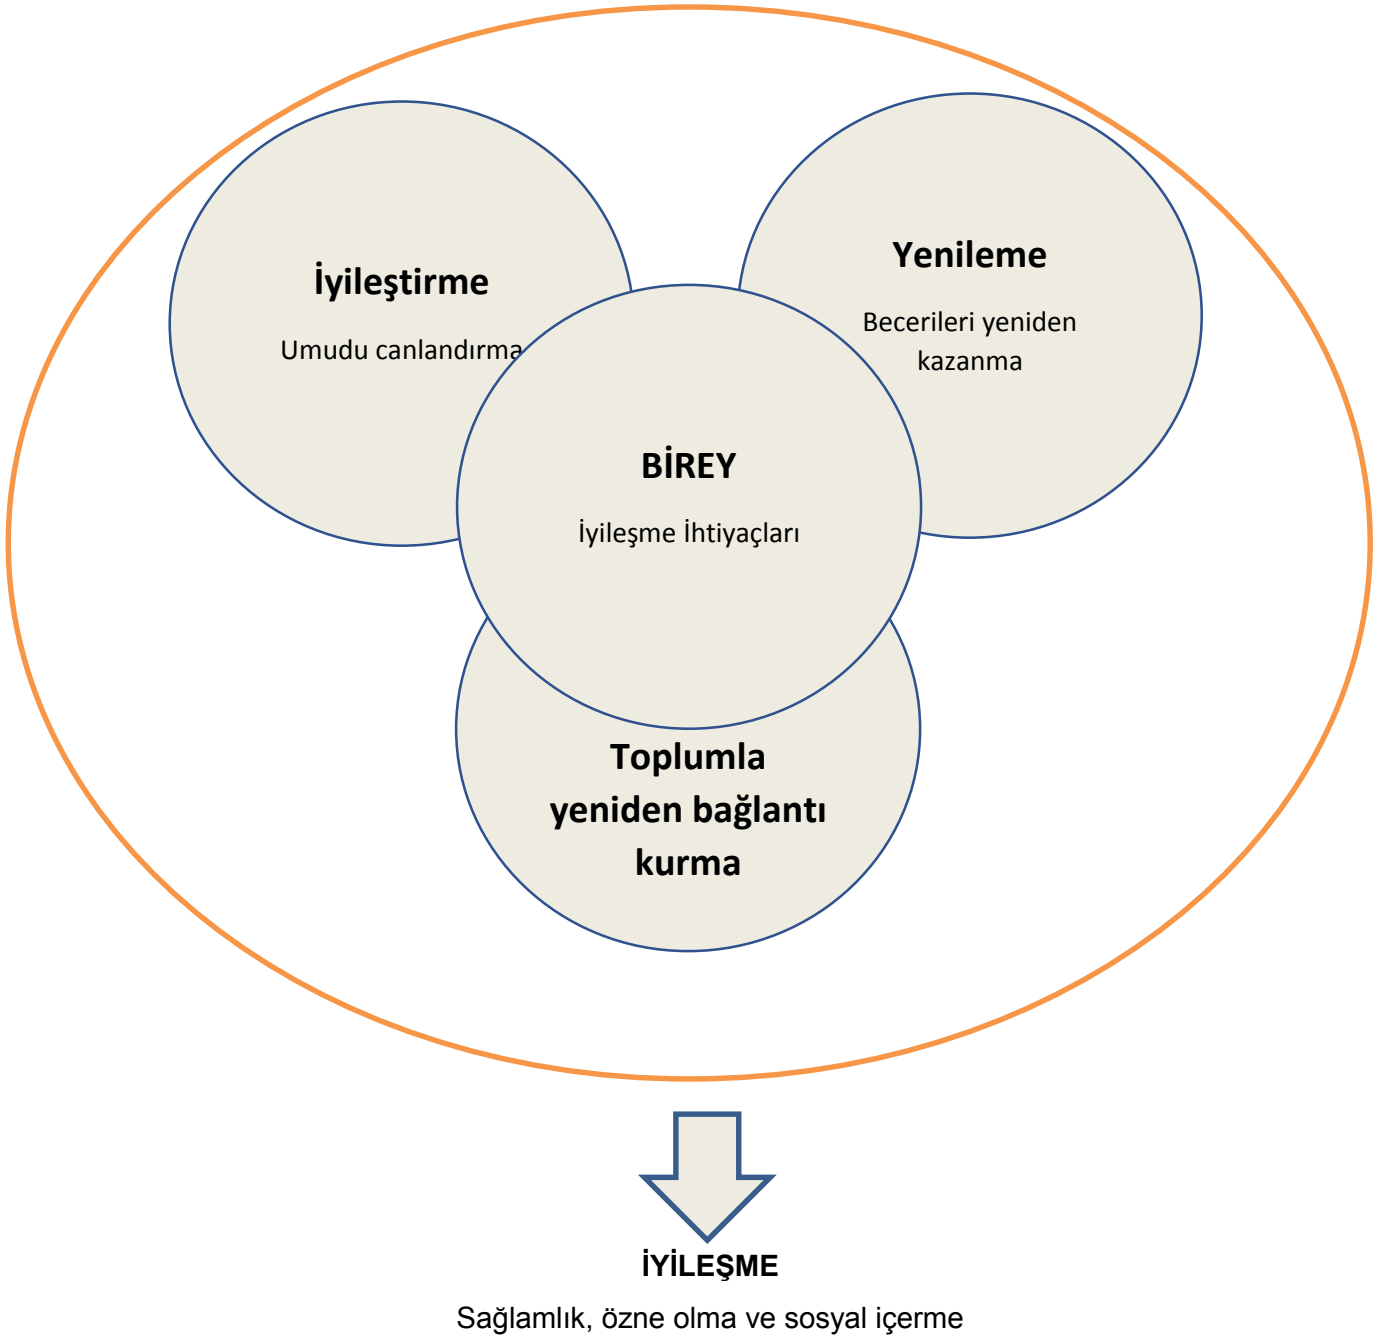 İyileştirme
Umudu canlandırma
Yenileme
Becerileri yeniden
kazanma
BİREY
İyileşme İhtiyaçları
Toplumla
yeniden bağlantı
kurma
İYİLEŞME
Sağlamlık, özne olma ve sosyal içerme